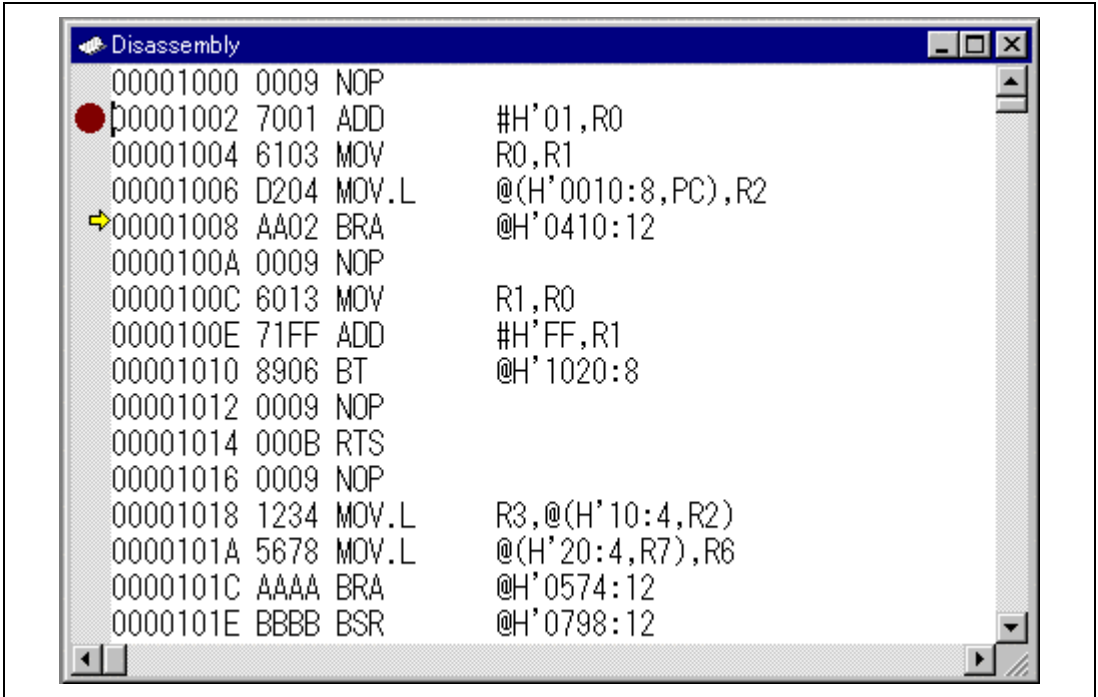 Disassembly
00001000 0009 NOP
00001002 7001 ADD #H'01,R0
00001004 6103 MOV R0,R1
00001006 D204 MOV.L @(H'0010:8,PC),R2
00001008 AA02 BRA @H'0410:12
0000100A 0009 NOP
0000100C 6013 MOV R1,R0
0000100E 71FF ADD #H'FF,R1
00001010 8906 BT @H'1020:8
00001012 0009 NOP
00001014 000B RTS
00001016 0009 NOP
00001018 1234 MOV.L R3,@(H'10:4,R2)
0000101A 5678 MOV.L @(H'20:4,R7),R6
0000101C AAAA BRA @H'0574:12
0000101E BBBB BSR @H'0798:12